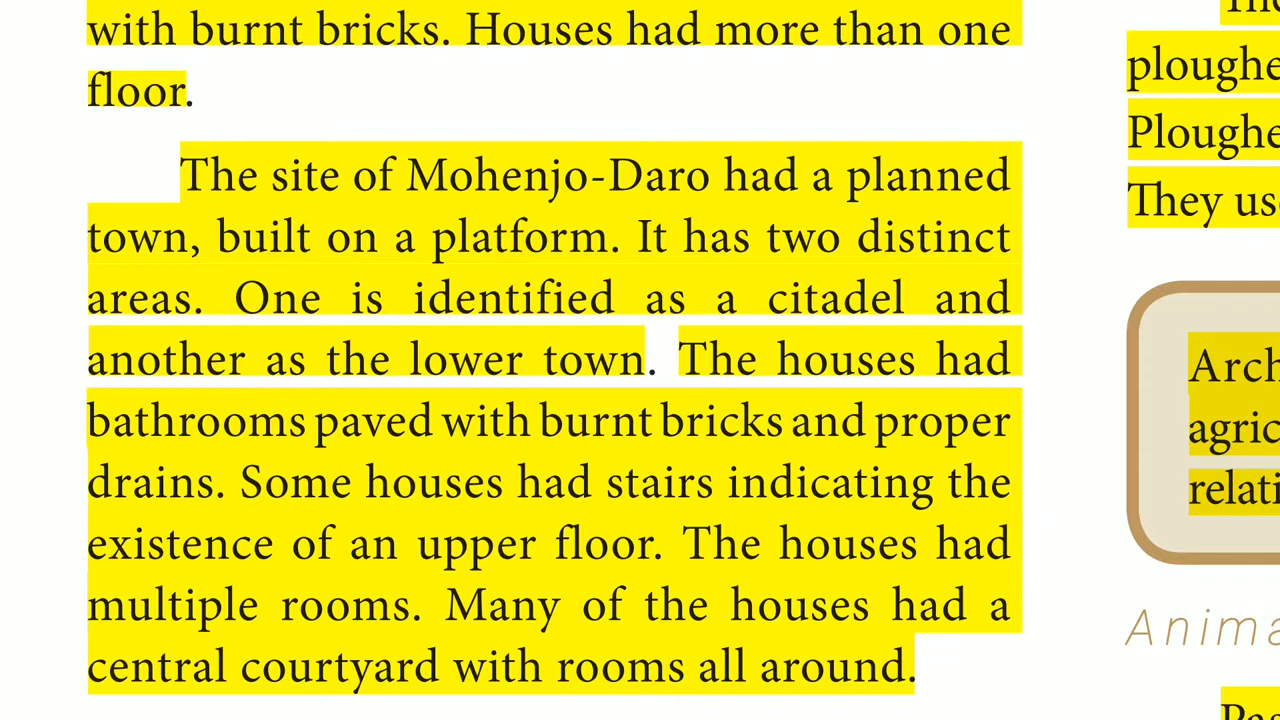 with burnt bricks. Houses had more than one
floor.
The site of Mohenjo-Daro had a planned
town, built on a platform. It has two distinct
areas. One is identified as a citadel and
another as the lower town. The houses had
bathrooms paved with burnt bricks and proper
drains. Some houses had stairs indicating the
existence of an upper floor. The houses had
multiple rooms. Many of the houses had a
central courtyard with rooms all around.
They us